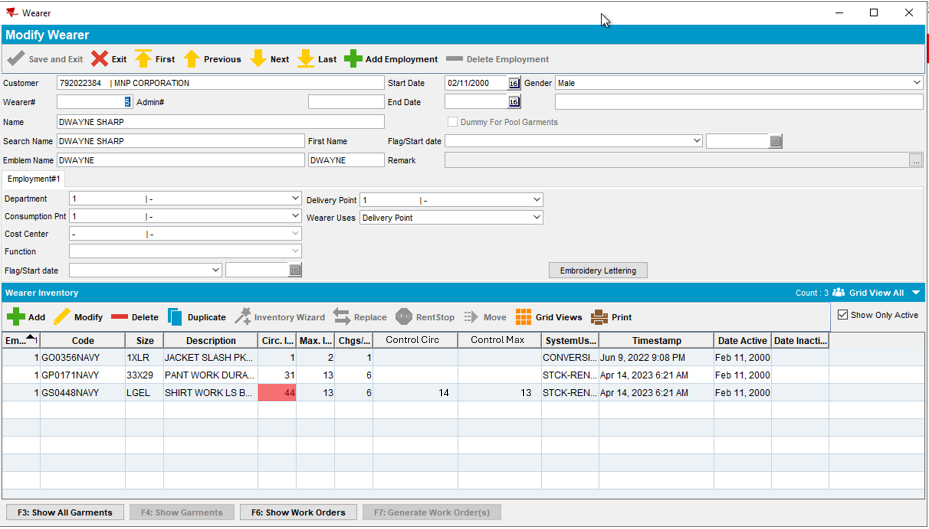 Wearer
Modify Wearer
Save and Exit Exit First Previous Next Last Add Employment Delete Employment
Customer 792022384 | MNP CORPORATION Start Date 02/11/2000 16 Gender Male
Wearer# 5 Admin# End Date 16
Name DWAYNE SHARP Dummy For Pool Garments
Search Name DWAYNE SHARP First Name Flag/Start date 16
Emblem Name DWAYNE DWAYNE Remark ...
Employment#1
Department 1 | - Delivery Point 1 | -
Consumption Pnt 1 | - Wearer Uses Delivery Point
Cost Center - | -
Function
Flag/Start date 16 Embroidery Lettering
Wearer Inventory Count : 3 Grid View All
Add Modify Delete Duplicate Inventory Wizard Replace RentStop Move Grid Views Print Show Only Active
Em... 1 Code Size Description Circ. I... Max. I... Chgs/... Control Circ Control Max SystemUs... Timestamp Date Active Date Inacti...
1 GO0356NAVY 1XLR JACKET SLASH PK... 1 2 1 CONVERSI... Jun 9, 2022 9:08 PM Feb 11, 2000
1 GP0171NAVY 33X29 PANT WORK DURA... 31 13 6 STCK-REN... Apr 14, 2023 6:21 AM Feb 11, 2000
1 GS0448NAVY LGEL SHIRT WORK LS B... 44 13 6 14 13 STCK-REN... Apr 14, 2023 6:21 AM Feb 11, 2000
F3: Show All Garments F4: Show Garments F6: Show Work Orders F7: Generate Work Order(s)